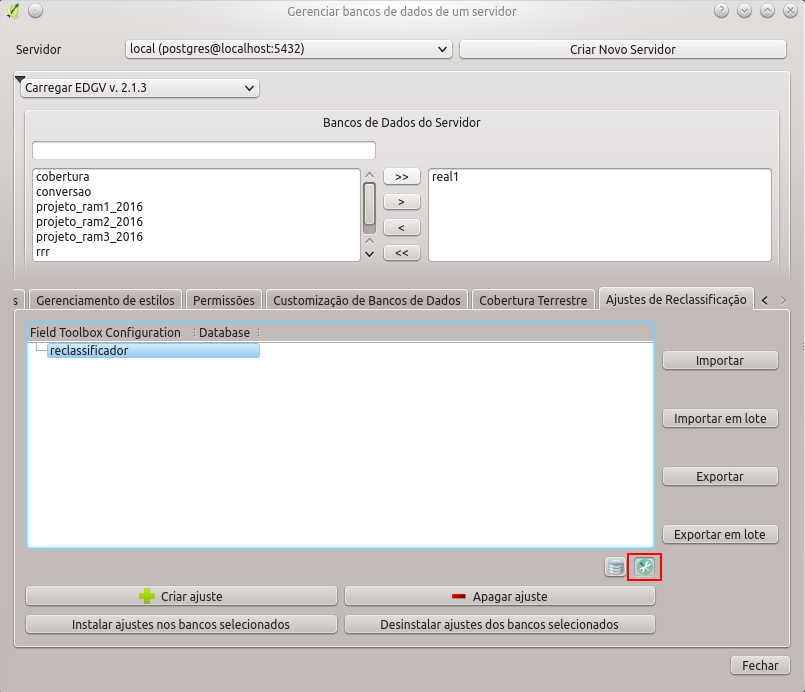 Gerenciar bancos de dados de um servidor
Servidor
local (postgres@localhost:5432)
Criar Novo Servidor
Carregar EDGV v. 2.1.3
Bancos de Dados do Servidor
cobertura
conversao
projeto_ram1_2016
projeto_ram2_2016
projeto_ram3_2016
rrr
>>
>
<
<<
real1
s
Gerenciamento de estilos
Permissões
Customização de Bancos de Dados
Cobertura Terrestre
Ajustes de Reclassificação
Field Toolbox Configuration
Database
reclassificador
Importar
Importar em lote
Exportar
Exportar em lote
Criar ajuste
Apagar ajuste
Instalar ajustes nos bancos selecionados
Desinstalar ajustes dos bancos selecionados
Fechar